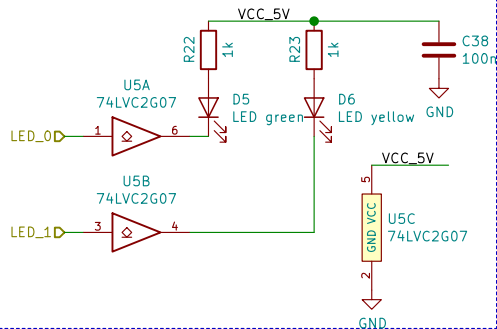 VCC_5V
R22
1k
R23
1k
C38
100n
GND
U5A
74LVC2G07
D5
LED green
D6
LED yellow
LED_0
1
6
U5B
74LVC2G07
LED_1
3
4
VCC_5V
5
GND VCC
U5C
74LVC2G07
2
GND